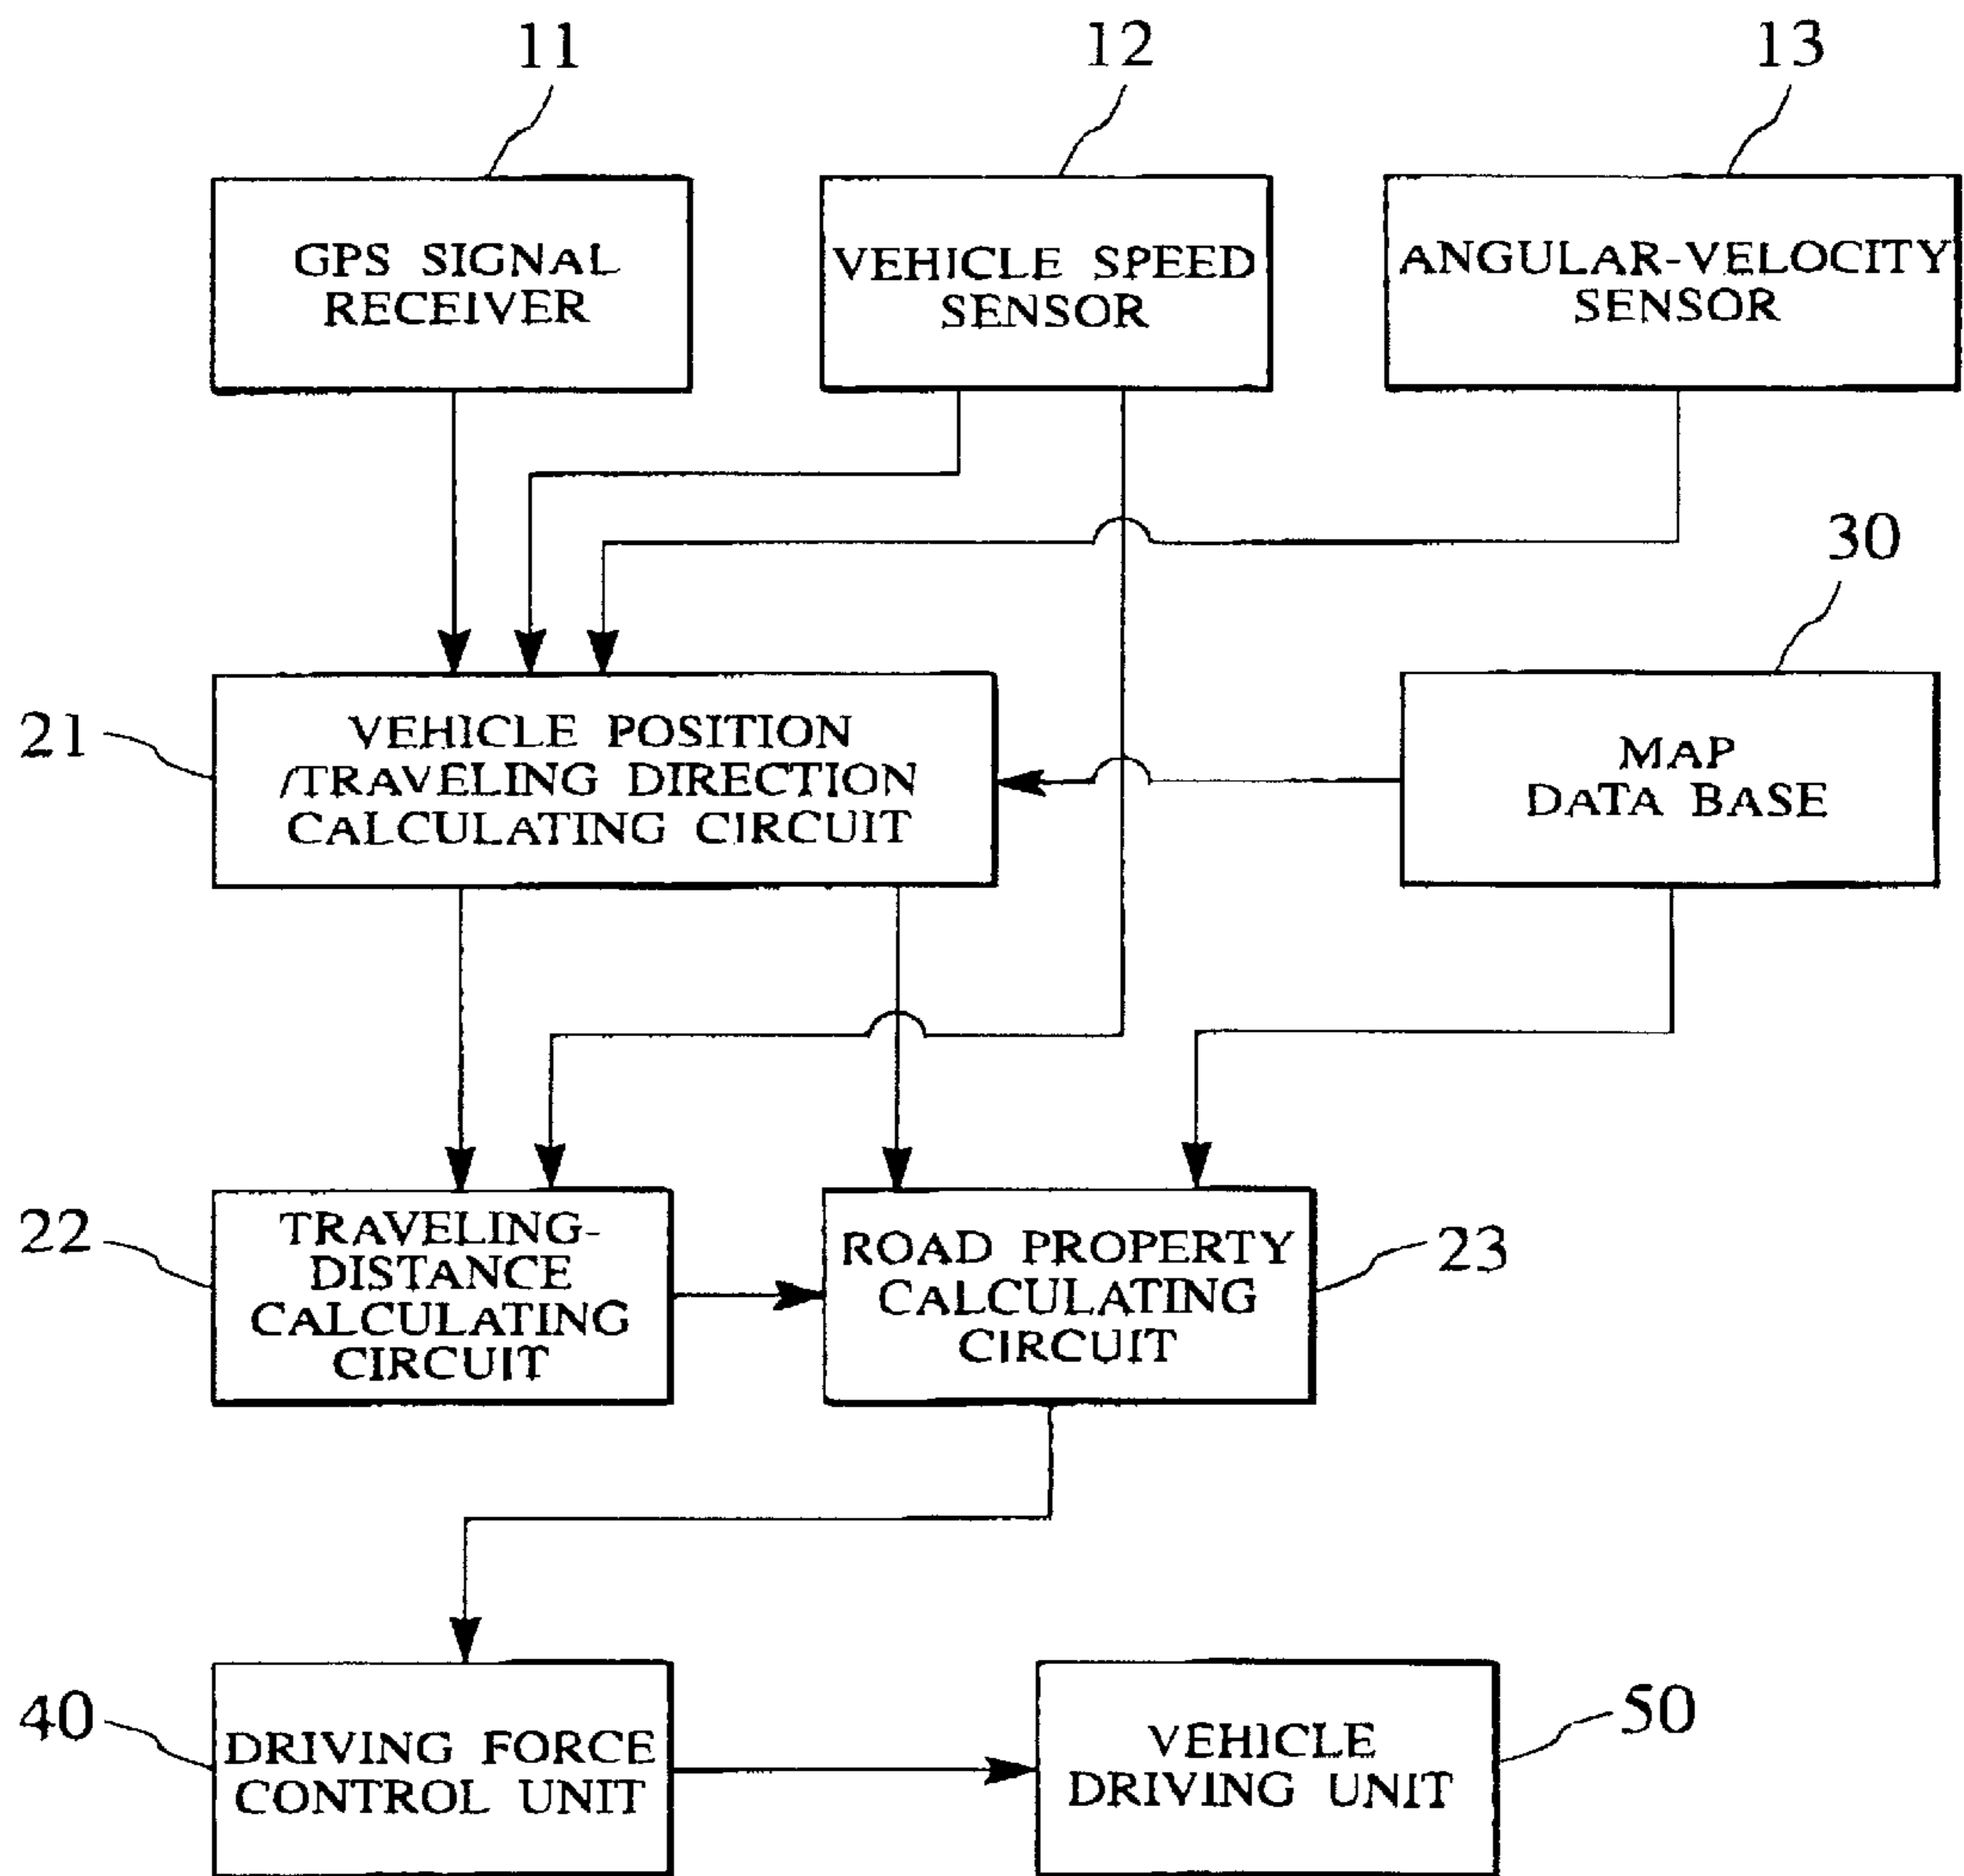 11
12
13
GPS SIGNAL
RECEIVER
VEHICLE SPEED
SENSOR
ANGULAR-VELOCITY
SENSOR
30
21
VEHICLE POSITION
/TRAVELING DIRECTION
CALCULATING CIRCUIT
MAP
DATA BASE
22
TRAVELING-
DISTANCE
CALCULATING
CIRCUIT
ROAD PROPERTY
CALCULATING
CIRCUIT
23
40
DRIVING FORCE
CONTROL UNIT
VEHICLE
DRIVING UNIT
50